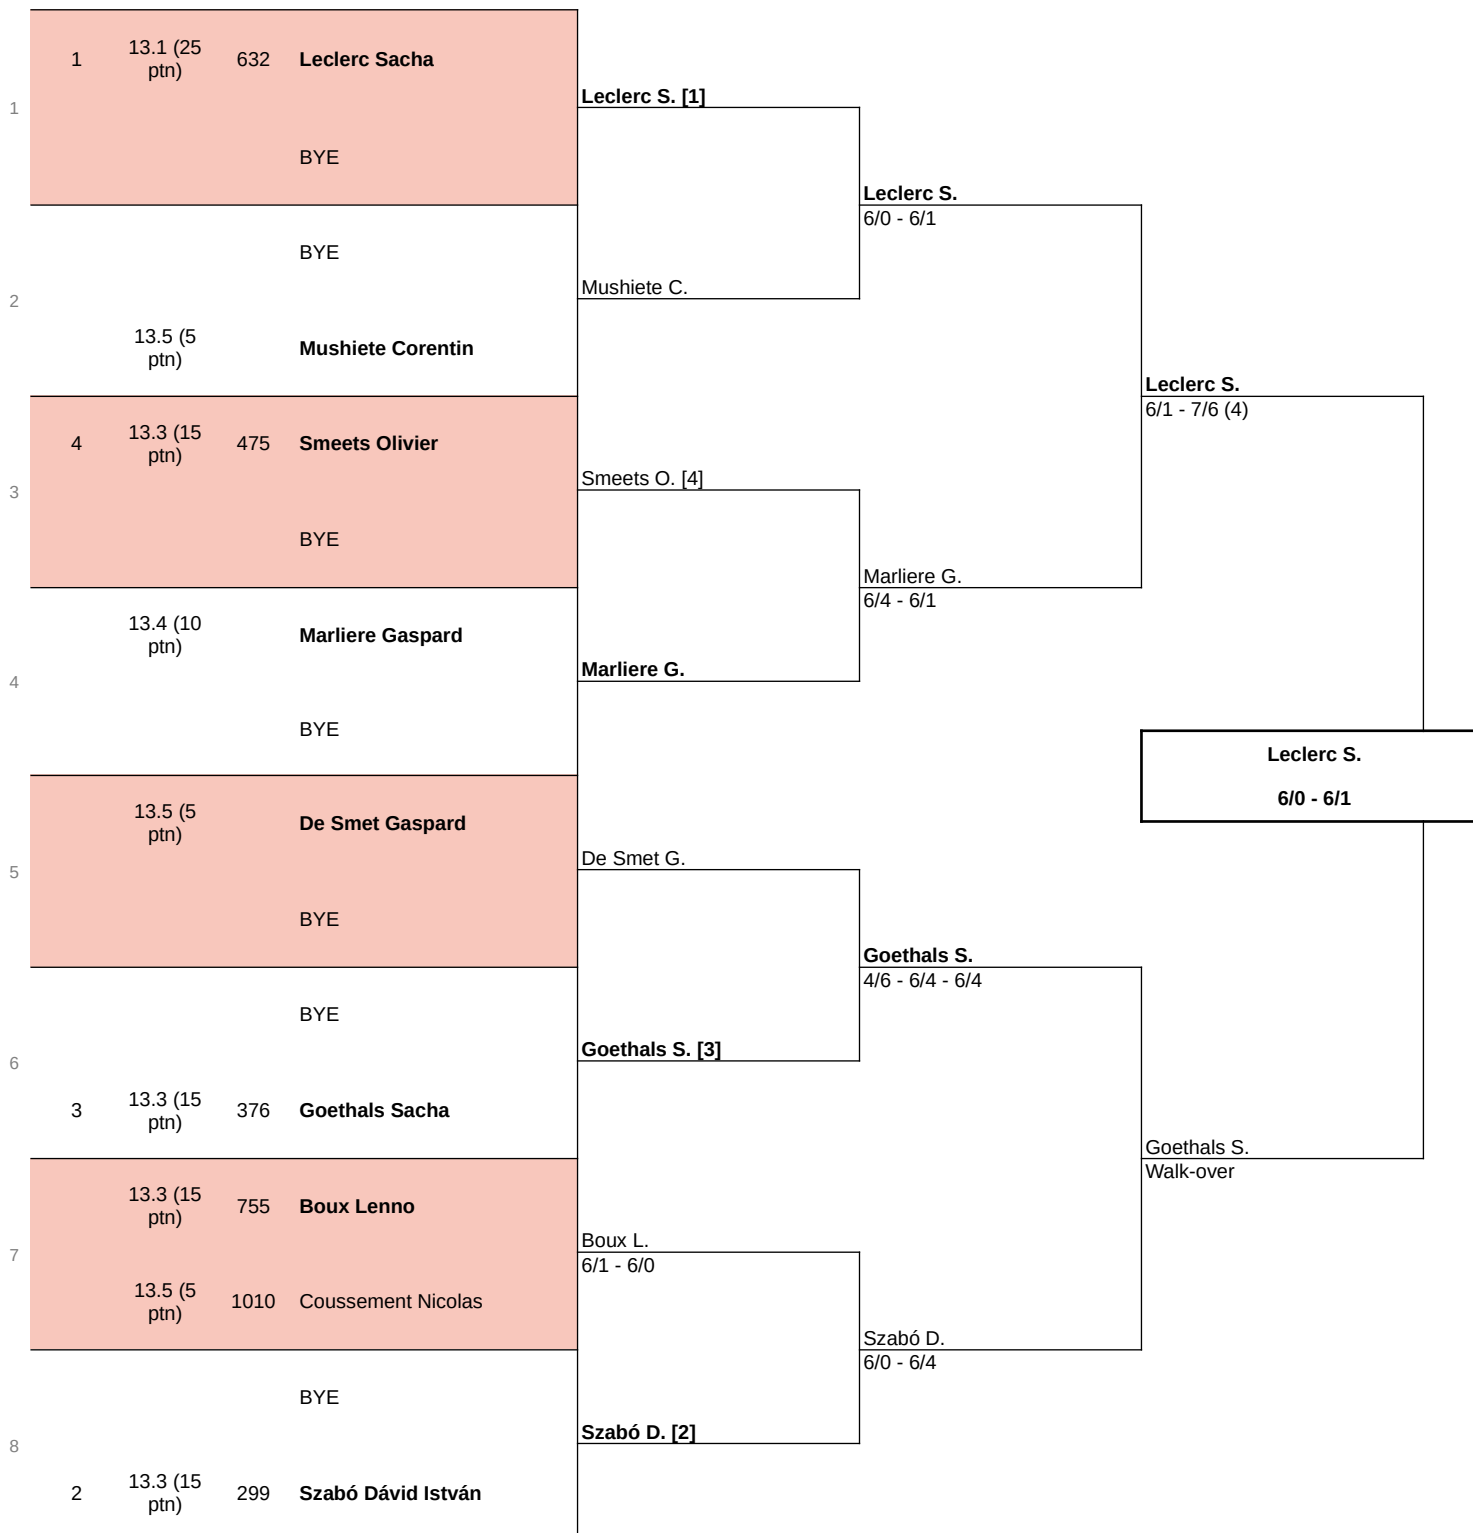 1 13.1 (25 ptn) 632 Leclerc Sacha
Leclerc S. [1]
1
BYE
Leclerc S.
6/0 - 6/1
BYE
Mushiete C.
2
13.5 (5 ptn) Mushiete Corentin
Leclerc S.
6/1 - 7/6 (4)
4 13.3 (15 ptn) 475 Smeets Olivier
Smeets O. [4]
3
BYE
Marliere G.
6/4 - 6/1
13.4 (10 ptn) Marliere Gaspard
Marliere G.
4
BYE
Leclerc S.
6/0 - 6/1
13.5 (5 ptn) De Smet Gaspard
De Smet G.
5
BYE
Goethals S.
4/6 - 6/4 - 6/4
BYE
Goethals S. [3]
6
3 13.3 (15 ptn) 376 Goethals Sacha
Goethals S.
Walk-over
13.3 (15 ptn) 755 Boux Lenno
Boux L.
7
6/1 - 6/0
13.5 (5 ptn) 1010 Coussement Nicolas
Szabó D.
6/0 - 6/4
BYE
Szabó D. [2]
8
2 13.3 (15 ptn) 299 Szabó Dávid István